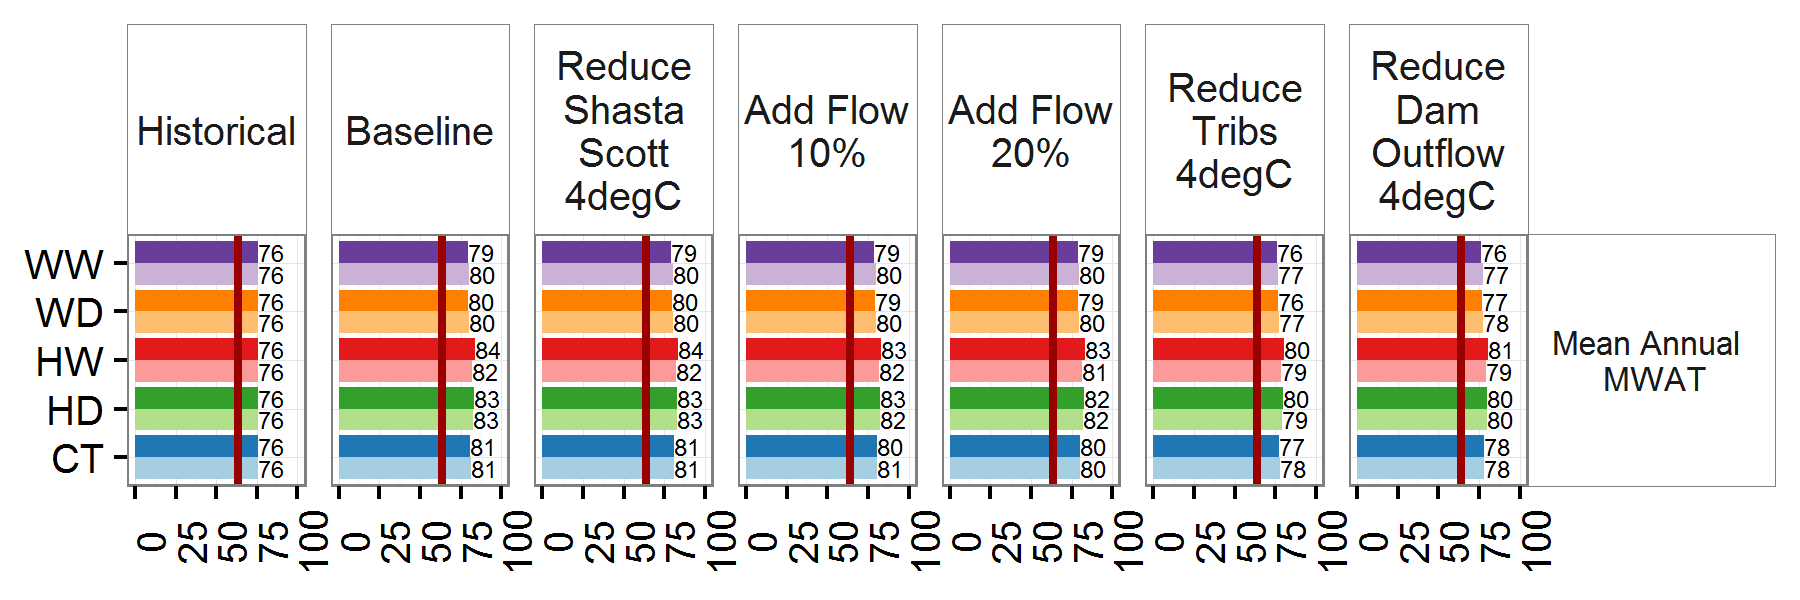 Historical
Baseline
Reduce
Shasta
Scott
4degC
Add Flow
10%
Add Flow
20%
Reduce
Tribs
4degC
Reduce
Dam
Outflow
4degC
WW
76 79 79 79 79 76 76
76 80 80 80 80 77 77
WD
76 80 80 79 79 76 77
76 80 80 80 80 77 78
HW
76 84 84 83 83 80 81
76 82 82 82 81 79 79
HD
76 83 83 83 82 80 80
76 83 83 82 82 79 80
CT
76 81 81 80 80 77 78
76 81 81 81 80 78 78
Mean Annual
MWAT
0 25 50 75 100 0 25 50 75 100 0 25 50 75 100 0 25 50 75 100 0 25 50 75 100 0 25 50 75 100 0 25 50 75 100